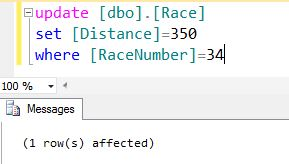 update [dbo].[Race]
set [Distance]=350
where [RaceNumber]=34
100 %
Messages
(1 row(s) affected)